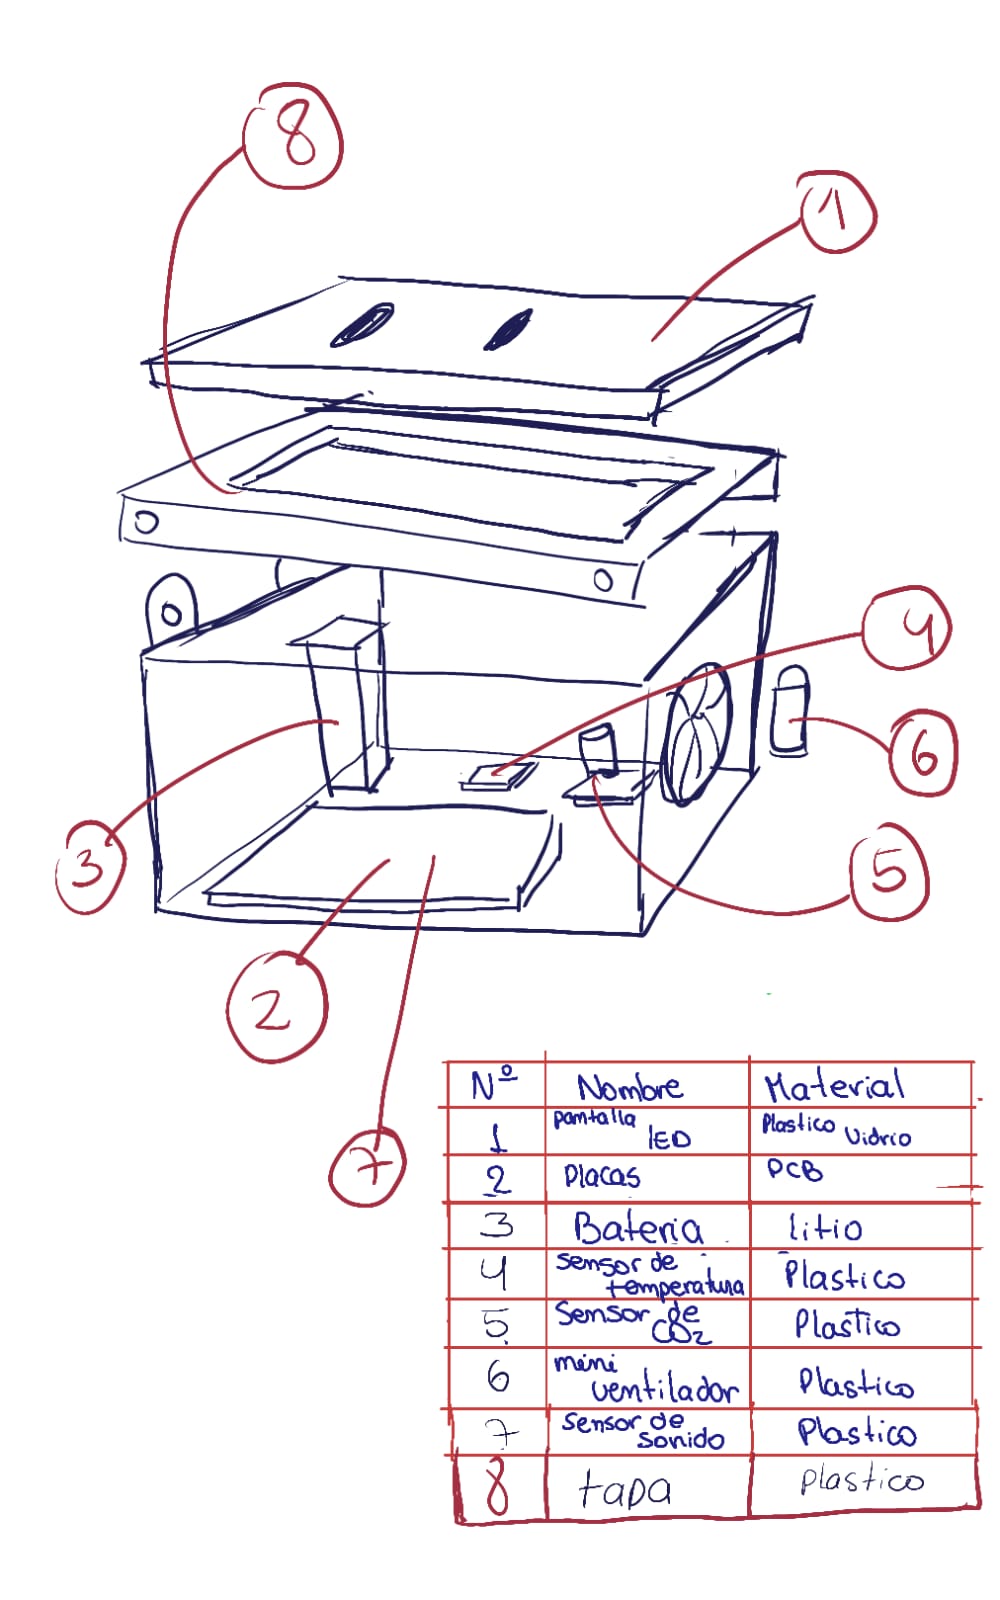 8
1
4
6
3
5
2
7
Nº Nombre Material
1 pantalla lED Plastico Vidrio
2 Placas PCB
3 Bateria litio
4 Sensor de temperatura Plastico
5 Sensor de CO2 Plastico
6 mini ventilador Plastico
7 Sensor de sonido Plastico
8 tapa plastico